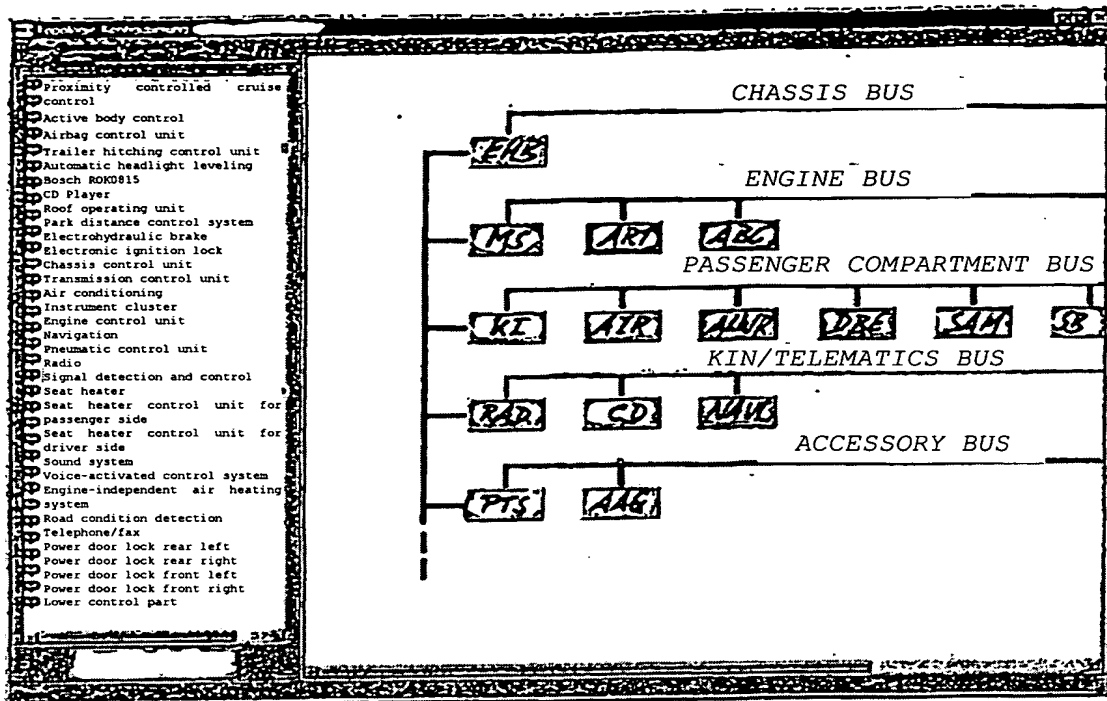 Proximity controlled cruise
control
Active body control
Airbag control unit
Trailer hitching control unit
Automatic headlight leveling
Bosch ROK0815
CD Player
Roof operating unit
Park distance control system
Electrohydraulic brake
Electronic ignition lock
Chassis control unit
Transmission control unit
Air conditioning
Instrument cluster
Engine control unit
Navigation
Pneumatic control unit
Radio
Signal detection and control
Seat heater
Seat heater control unit for
passenger side
Seat heater control unit for
driver side
Sound system
Voice-activated control system
Engine-independent air heating
system
Road condition detection
Telephone/fax
Power door lock rear left
Power door lock rear right
Power door lock front left
Power door lock front right
Lower control part
CHASSIS BUS
EHB
ENGINE BUS
MS ART ABC
PASSENGER COMPARTMENT BUS
KI AIR ALWR DBE SAM SB
KIN/TELEMATICS BUS
RAD CD NAVI
ACCESSORY BUS
PTS AAG